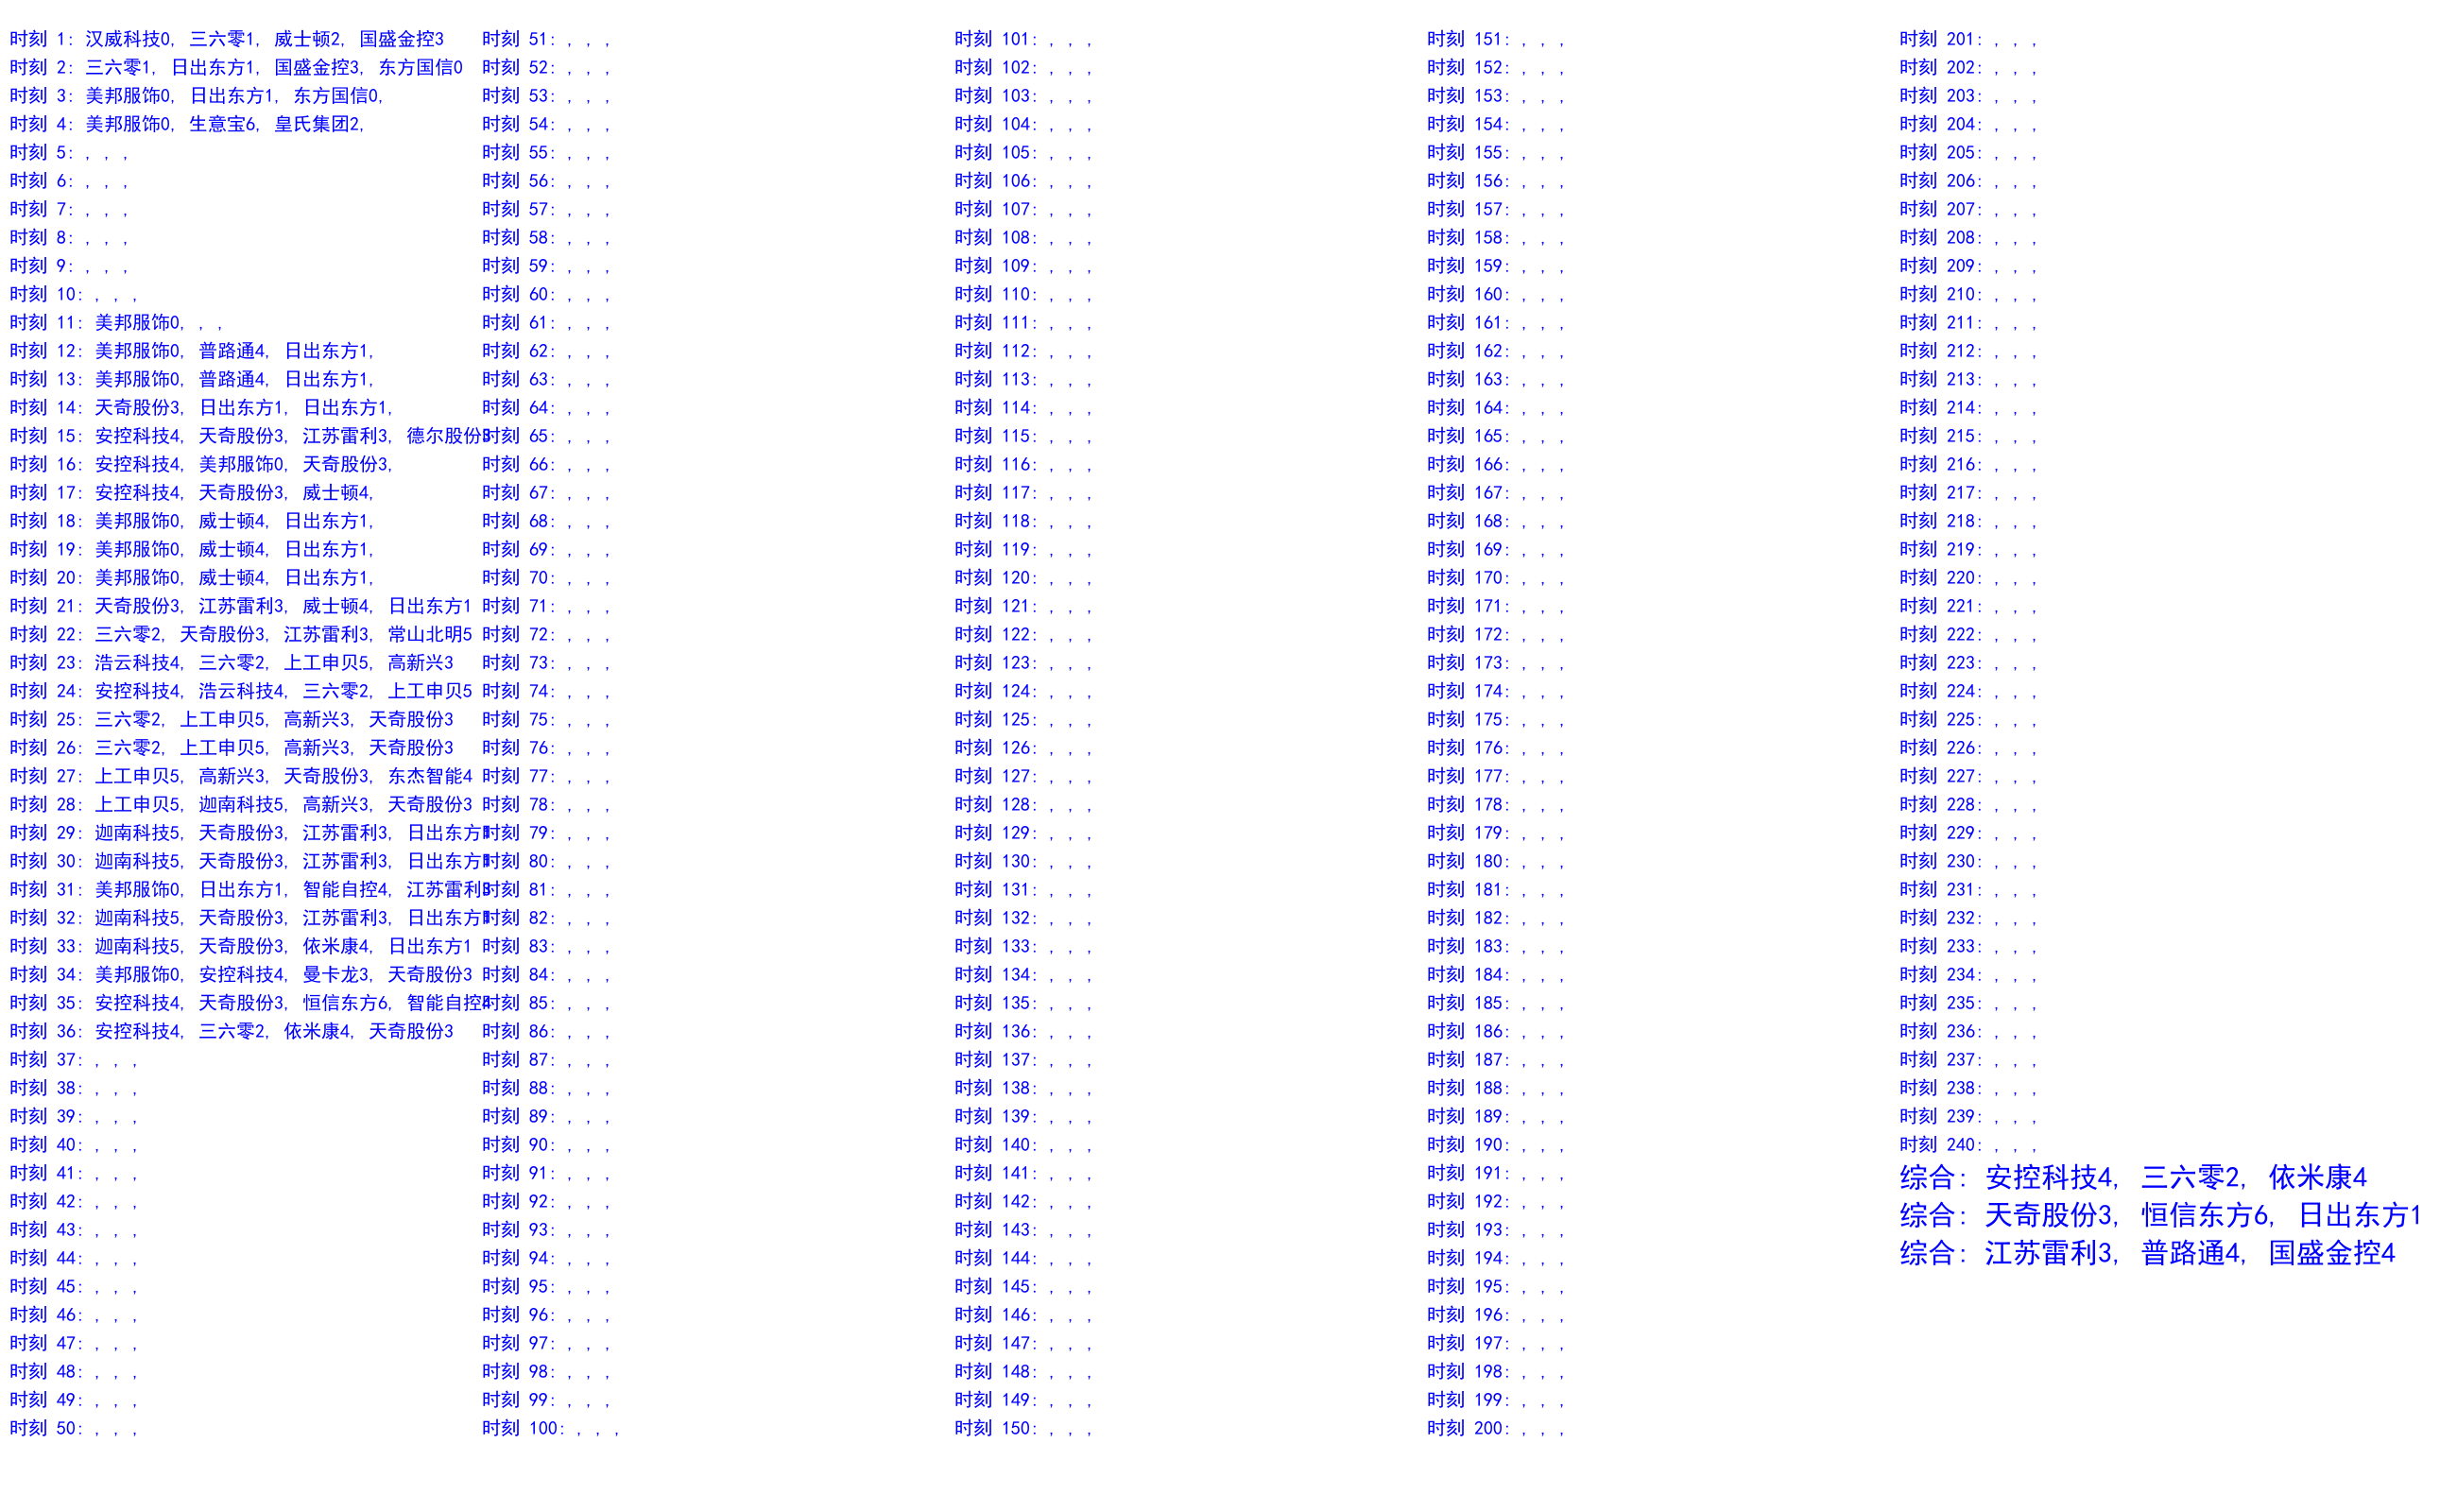 时刻 1: 汉威科技0, 三六零1, 威士顿2, 国盛金控3
时刻 2: 三六零1, 日出东方1, 国盛金控3, 东方国信0
时刻 3: 美邦服饰0, 日出东方1, 东方国信0,
时刻 4: 美邦服饰0, 生意宝6, 皇氏集团2,
时刻 5: , , ,
时刻 6: , , ,
时刻 7: , , ,
时刻 8: , , ,
时刻 9: , , ,
时刻 10: , , ,
时刻 11: 美邦服饰0, , ,
时刻 12: 美邦服饰0, 普路通4, 日出东方1,
时刻 13: 美邦服饰0, 普路通4, 日出东方1,
时刻 14: 天奇股份3, 日出东方1, 日出东方1,
时刻 15: 安控科技4, 天奇股份3, 江苏雷利3, 德尔股份
时刻 16: 安控科技4, 美邦服饰0, 天奇股份3,
时刻 17: 安控科技4, 天奇股份3, 威士顿4,
时刻 18: 美邦服饰0, 威士顿4, 日出东方1,
时刻 19: 美邦服饰0, 威士顿4, 日出东方1,
时刻 20: 美邦服饰0, 威士顿4, 日出东方1,
时刻 21: 天奇股份3, 江苏雷利3, 威士顿4, 日出东方1
时刻 22: 三六零2, 天奇股份3, 江苏雷利3, 常山北明5
时刻 23: 浩云科技4, 三六零2, 上工申贝5, 高新兴3
时刻 24: 安控科技4, 浩云科技4, 三六零2, 上工申贝5
时刻 25: 三六零2, 上工申贝5, 高新兴3, 天奇股份3
时刻 26: 三六零2, 上工申贝5, 高新兴3, 天奇股份3
时刻 27: 上工申贝5, 高新兴3, 天奇股份3, 东杰智能4
时刻 28: 上工申贝5, 迦南科技5, 高新兴3, 天奇股份3
时刻 29: 迦南科技5, 天奇股份3, 江苏雷利3, 日出东方1
时刻 30: 迦南科技5, 天奇股份3, 江苏雷利3, 日出东方1
时刻 31: 美邦服饰0, 日出东方1, 智能自控4, 江苏雷利3
时刻 32: 迦南科技5, 天奇股份3, 江苏雷利3, 日出东方1
时刻 33: 迦南科技5, 天奇股份3, 依米康4, 日出东方1
时刻 34: 美邦服饰0, 安控科技4, 曼卡龙3, 天奇股份3
时刻 35: 安控科技4, 天奇股份3, 恒信东方6, 智能自控4
时刻 36: 安控科技4, 三六零2, 依米康4, 天奇股份3
时刻 37: , , ,
时刻 38: , , ,
时刻 39: , , ,
时刻 40: , , ,
时刻 41: , , ,
时刻 42: , , ,
时刻 43: , , ,
时刻 44: , , ,
时刻 45: , , ,
时刻 46: , , ,
时刻 47: , , ,
时刻 48: , , ,
时刻 49: , , ,
时刻 50: , , ,
时刻 51: , , ,
时刻 52: , , ,
时刻 53: , , ,
时刻 54: , , ,
时刻 55: , , ,
时刻 56: , , ,
时刻 57: , , ,
时刻 58: , , ,
时刻 59: , , ,
时刻 60: , , ,
时刻 61: , , ,
时刻 62: , , ,
时刻 63: , , ,
时刻 64: , , ,
时刻 65: , , ,
时刻 66: , , ,
时刻 67: , , ,
时刻 68: , , ,
时刻 69: , , ,
时刻 70: , , ,
时刻 71: , , ,
时刻 72: , , ,
时刻 73: , , ,
时刻 74: , , ,
时刻 75: , , ,
时刻 76: , , ,
时刻 77: , , ,
时刻 78: , , ,
时刻 79: , , ,
时刻 80: , , ,
时刻 81: , , ,
时刻 82: , , ,
时刻 83: , , ,
时刻 84: , , ,
时刻 85: , , ,
时刻 86: , , ,
时刻 87: , , ,
时刻 88: , , ,
时刻 89: , , ,
时刻 90: , , ,
时刻 91: , , ,
时刻 92: , , ,
时刻 93: , , ,
时刻 94: , , ,
时刻 95: , , ,
时刻 96: , , ,
时刻 97: , , ,
时刻 98: , , ,
时刻 99: , , ,
时刻 100: , , ,
时刻 101: , , ,
时刻 102: , , ,
时刻 103: , , ,
时刻 104: , , ,
时刻 105: , , ,
时刻 106: , , ,
时刻 107: , , ,
时刻 108: , , ,
时刻 109: , , ,
时刻 110: , , ,
时刻 111: , , ,
时刻 112: , , ,
时刻 113: , , ,
时刻 114: , , ,
时刻 115: , , ,
时刻 116: , , ,
时刻 117: , , ,
时刻 118: , , ,
时刻 119: , , ,
时刻 120: , , ,
时刻 121: , , ,
时刻 122: , , ,
时刻 123: , , ,
时刻 124: , , ,
时刻 125: , , ,
时刻 126: , , ,
时刻 127: , , ,
时刻 128: , , ,
时刻 129: , , ,
时刻 130: , , ,
时刻 131: , , ,
时刻 132: , , ,
时刻 133: , , ,
时刻 134: , , ,
时刻 135: , , ,
时刻 136: , , ,
时刻 137: , , ,
时刻 138: , , ,
时刻 139: , , ,
时刻 140: , , ,
时刻 141: , , ,
时刻 142: , , ,
时刻 143: , , ,
时刻 144: , , ,
时刻 145: , , ,
时刻 146: , , ,
时刻 147: , , ,
时刻 148: , , ,
时刻 149: , , ,
时刻 150: , , ,
时刻 151: , , ,
时刻 152: , , ,
时刻 153: , , ,
时刻 154: , , ,
时刻 155: , , ,
时刻 156: , , ,
时刻 157: , , ,
时刻 158: , , ,
时刻 159: , , ,
时刻 160: , , ,
时刻 161: , , ,
时刻 162: , , ,
时刻 163: , , ,
时刻 164: , , ,
时刻 165: , , ,
时刻 166: , , ,
时刻 167: , , ,
时刻 168: , , ,
时刻 169: , , ,
时刻 170: , , ,
时刻 171: , , ,
时刻 172: , , ,
时刻 173: , , ,
时刻 174: , , ,
时刻 175: , , ,
时刻 176: , , ,
时刻 177: , , ,
时刻 178: , , ,
时刻 179: , , ,
时刻 180: , , ,
时刻 181: , , ,
时刻 182: , , ,
时刻 183: , , ,
时刻 184: , , ,
时刻 185: , , ,
时刻 186: , , ,
时刻 187: , , ,
时刻 188: , , ,
时刻 189: , , ,
时刻 190: , , ,
时刻 191: , , ,
时刻 192: , , ,
时刻 193: , , ,
时刻 194: , , ,
时刻 195: , , ,
时刻 196: , , ,
时刻 197: , , ,
时刻 198: , , ,
时刻 199: , , ,
时刻 200: , , ,
时刻 201: , , ,
时刻 202: , , ,
时刻 203: , , ,
时刻 204: , , ,
时刻 205: , , ,
时刻 206: , , ,
时刻 207: , , ,
时刻 208: , , ,
时刻 209: , , ,
时刻 210: , , ,
时刻 211: , , ,
时刻 212: , , ,
时刻 213: , , ,
时刻 214: , , ,
时刻 215: , , ,
时刻 216: , , ,
时刻 217: , , ,
时刻 218: , , ,
时刻 219: , , ,
时刻 220: , , ,
时刻 221: , , ,
时刻 222: , , ,
时刻 223: , , ,
时刻 224: , , ,
时刻 225: , , ,
时刻 226: , , ,
时刻 227: , , ,
时刻 228: , , ,
时刻 229: , , ,
时刻 230: , , ,
时刻 231: , , ,
时刻 232: , , ,
时刻 233: , , ,
时刻 234: , , ,
时刻 235: , , ,
时刻 236: , , ,
时刻 237: , , ,
时刻 238: , , ,
时刻 239: , , ,
时刻 240: , , ,
综合: 安控科技4, 三六零2, 依米康4
综合: 天奇股份3, 恒信东方6, 日出东方1
综合: 江苏雷利3, 普路通4, 国盛金控4